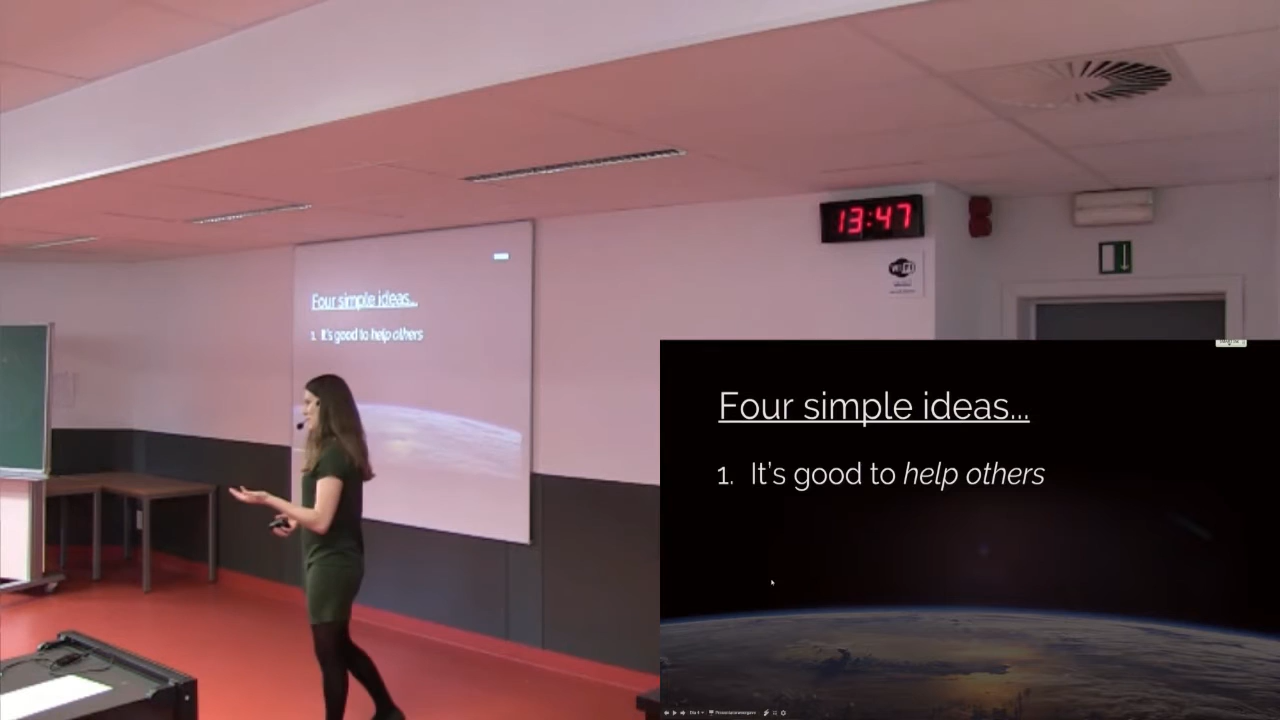 13:47
WiFi
Four simple ideas...
1. It's good to help others
Four simple ideas...
1. It's good to help others